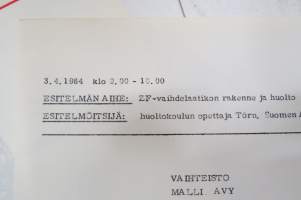 3.4.1984 klo 9.00 - 10.00
ESITELMÄN AIHE: ZF-vaihdelaatikon rakenne ja huolto
ESITELMÖITSIJÄ: huoltokoulun opettaja Törn, Suomen A
VAIHTEISTO
MALLI AVY